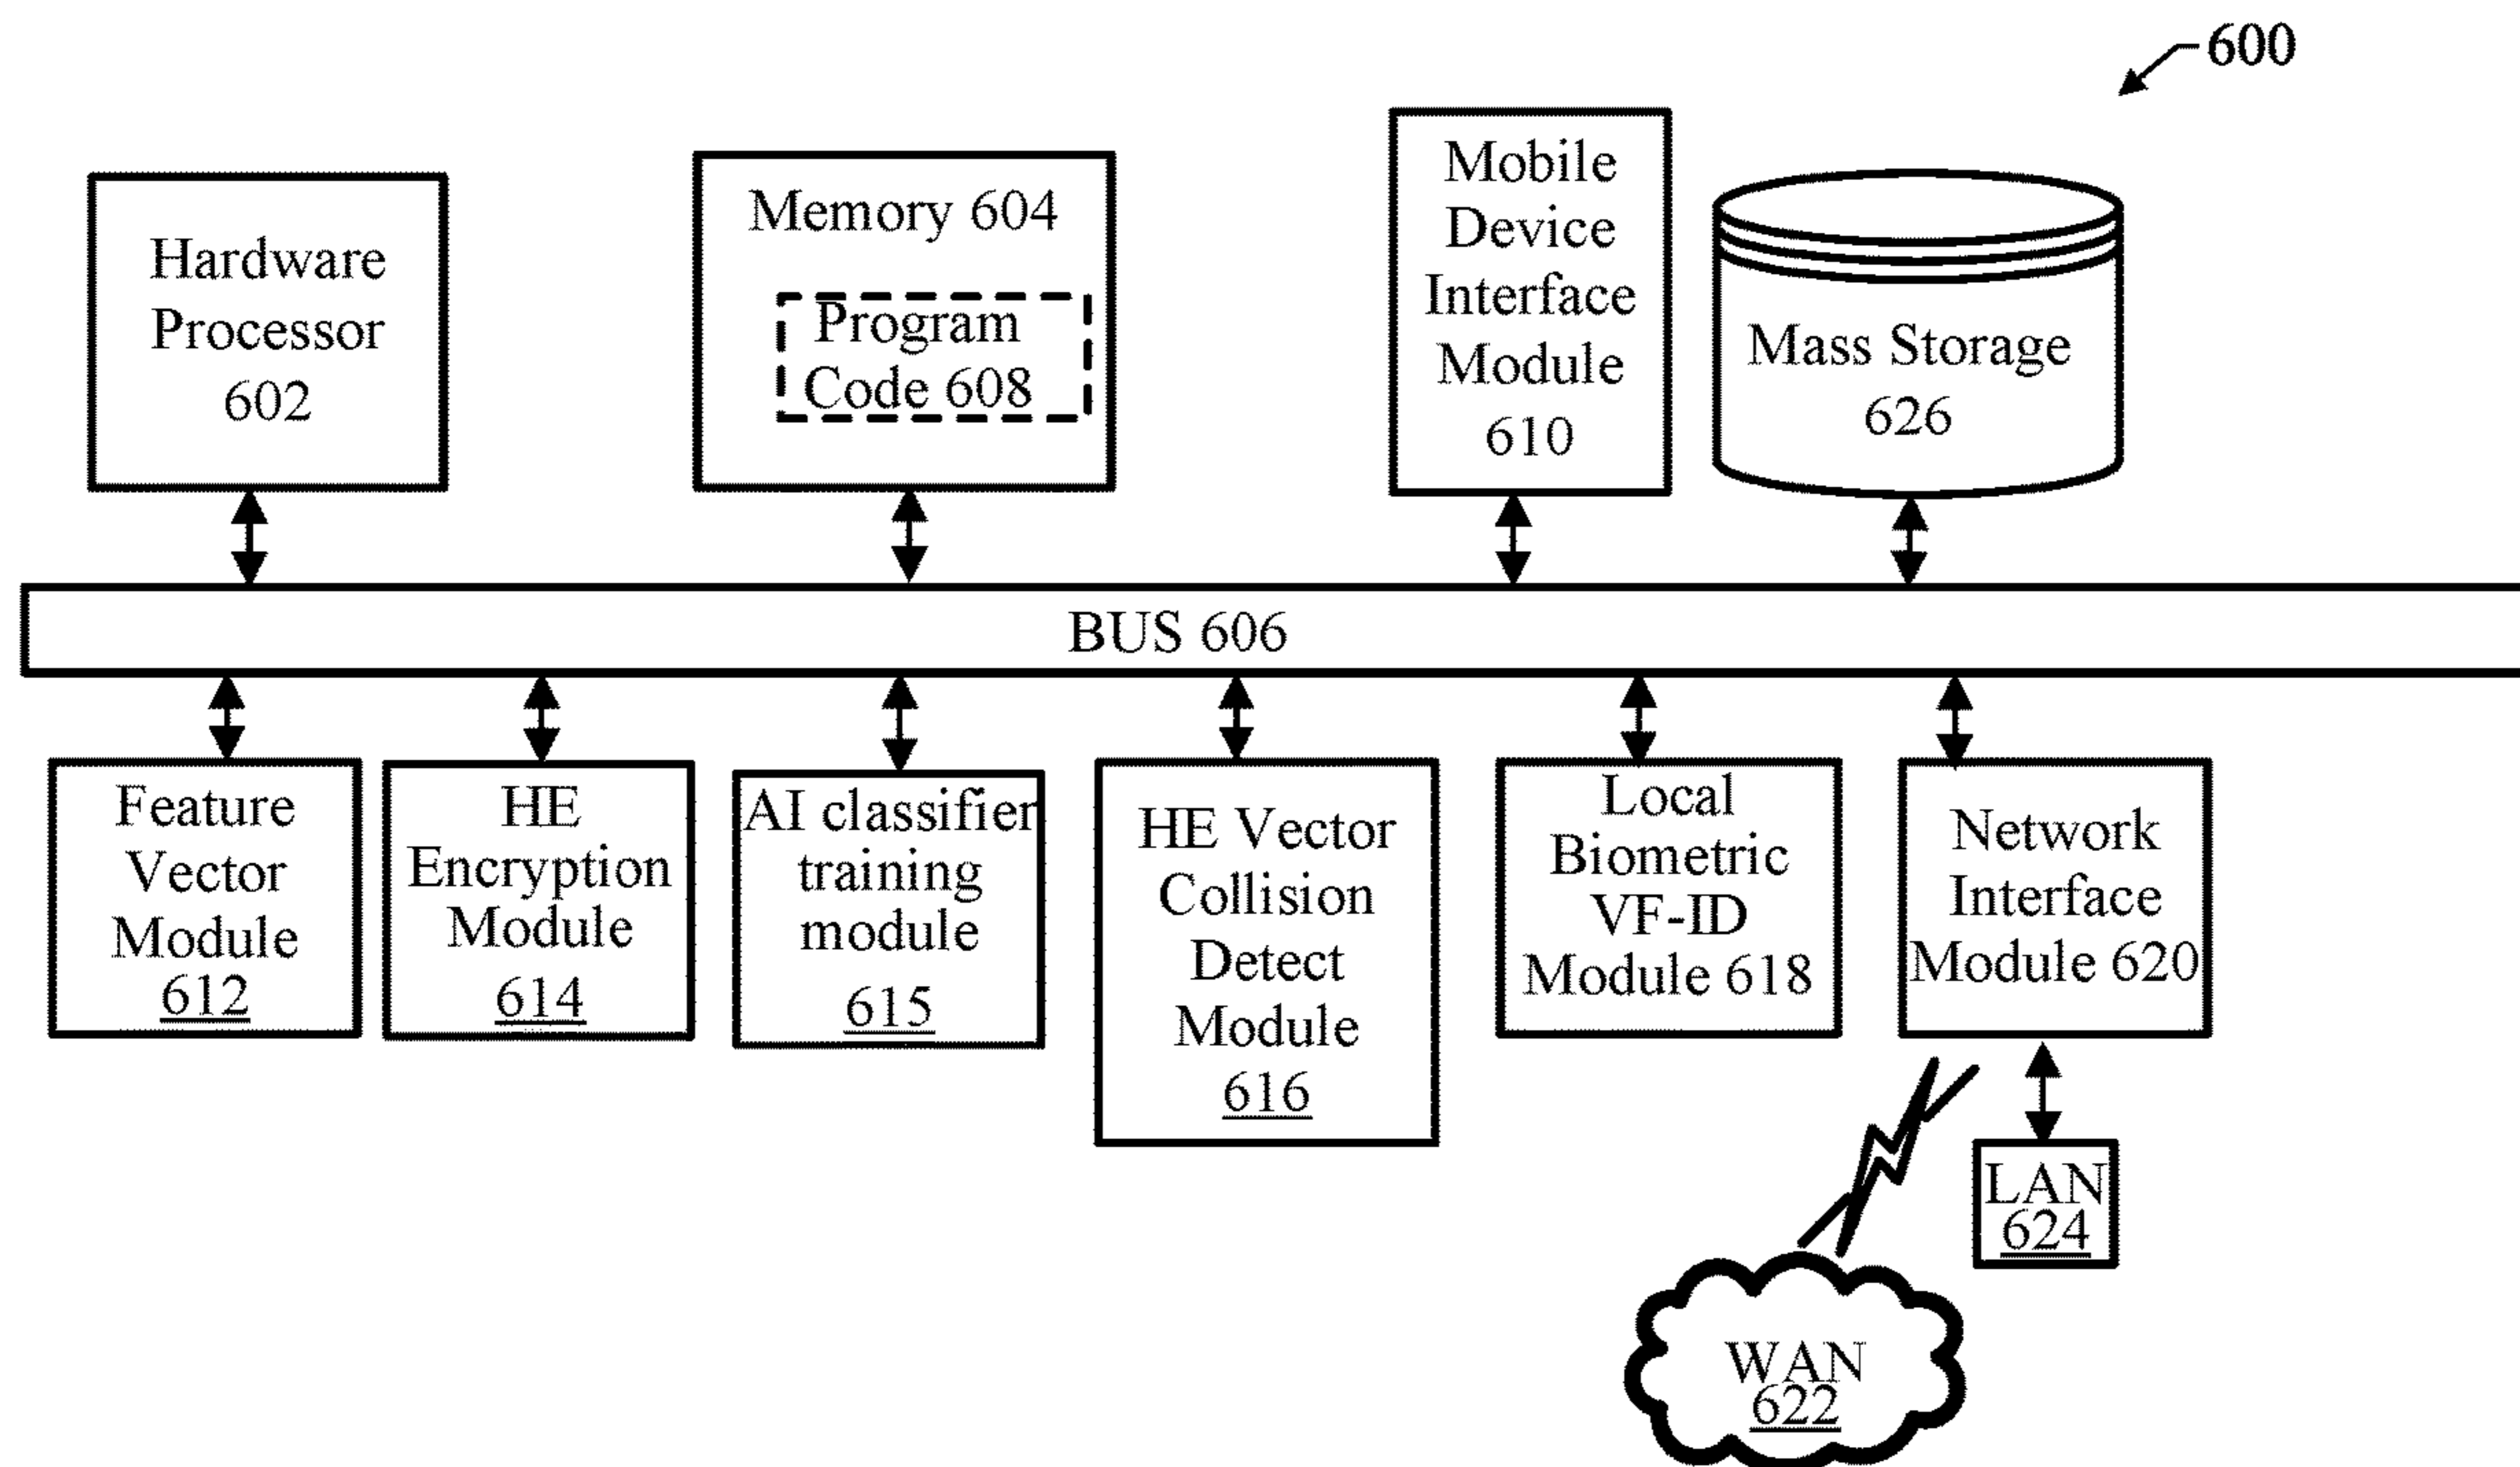 600
Hardware
Processor
602
Memory 604
Program
Code 608
Mobile
Device
Interface
Module
610
Mass Storage
626
BUS 606
Feature
Vector
Module
612
HE
Encryption
Module
614
AI classifier
training
module
615
HE Vector
Collision
Detect
Module
616
Local
Biometric
VF-ID
Module 618
Network
Interface
Module 620
LAN
624
WAN
622